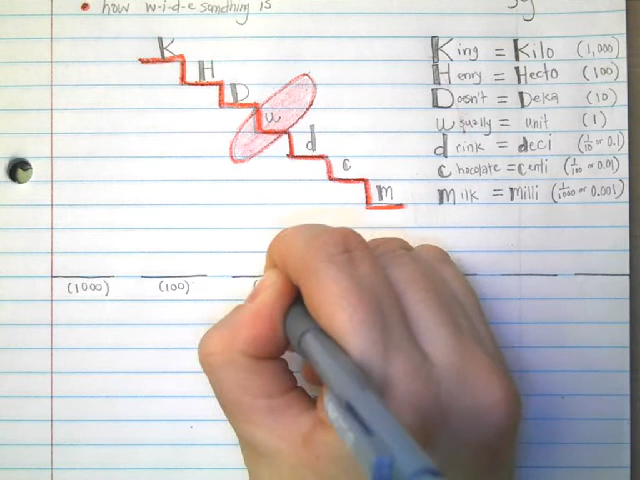 • how w-i-d-e something is
K
H
D
u
d
c
m
King = Kilo (1,000)
Henry = Hecto (100)
Doesn't = Deka (10)
usually = unit (1)
drink = deci (1/10 or 0.1)
chocolate = centi (1/100 or 0.01)
milk = milli (1/1000 or 0.001)
(1000) (100)